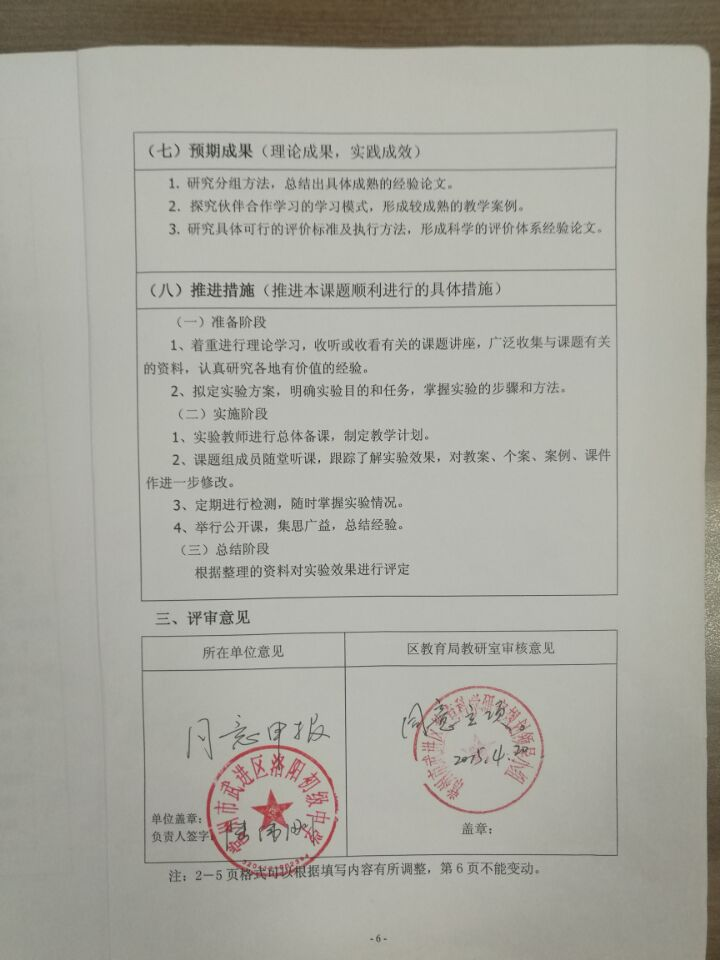 （七）预期成果（理论成果，实践成效）
1. 研究分组方法，总结出具体成熟的经验论文。
2. 探究伙伴合作学习的学习模式，形成较成熟的教学案例。
3. 研究具体可行的评价标准及执行方法，形成科学的评价体系经验论文。
（八）推进措施（推进本课题顺利进行的具体措施）
（一）准备阶段
1、着重进行理论学习，收听或收看有关的课题讲座，广泛收集与课题有关
的资料，认真研究各地有价值的经验。
2、拟定实验方案，明确实验目的和任务，掌握实验的步骤和方法。
（二）实施阶段
1、实验教师进行总体备课，制定教学计划。
2、课题组成员随堂听课，跟踪了解实验效果，对教案、个案、案例、课件
作进一步修改。
3、定期进行检测，随时掌握实验情况。
4、举行公开课，集思广益，总结经验。
（三）总结阶段
根据整理的资料对实验效果进行评定
三、评审意见
所在单位意见
区教育局教研室审核意见
同意申报
同意立项。
2015.4.20
常州市武进区洛阳初级中学
单位盖章：
负责人签字：
盖章：
注：2－5页格式可以根据填写内容有所调整，第6页不能变动。
- 6 -